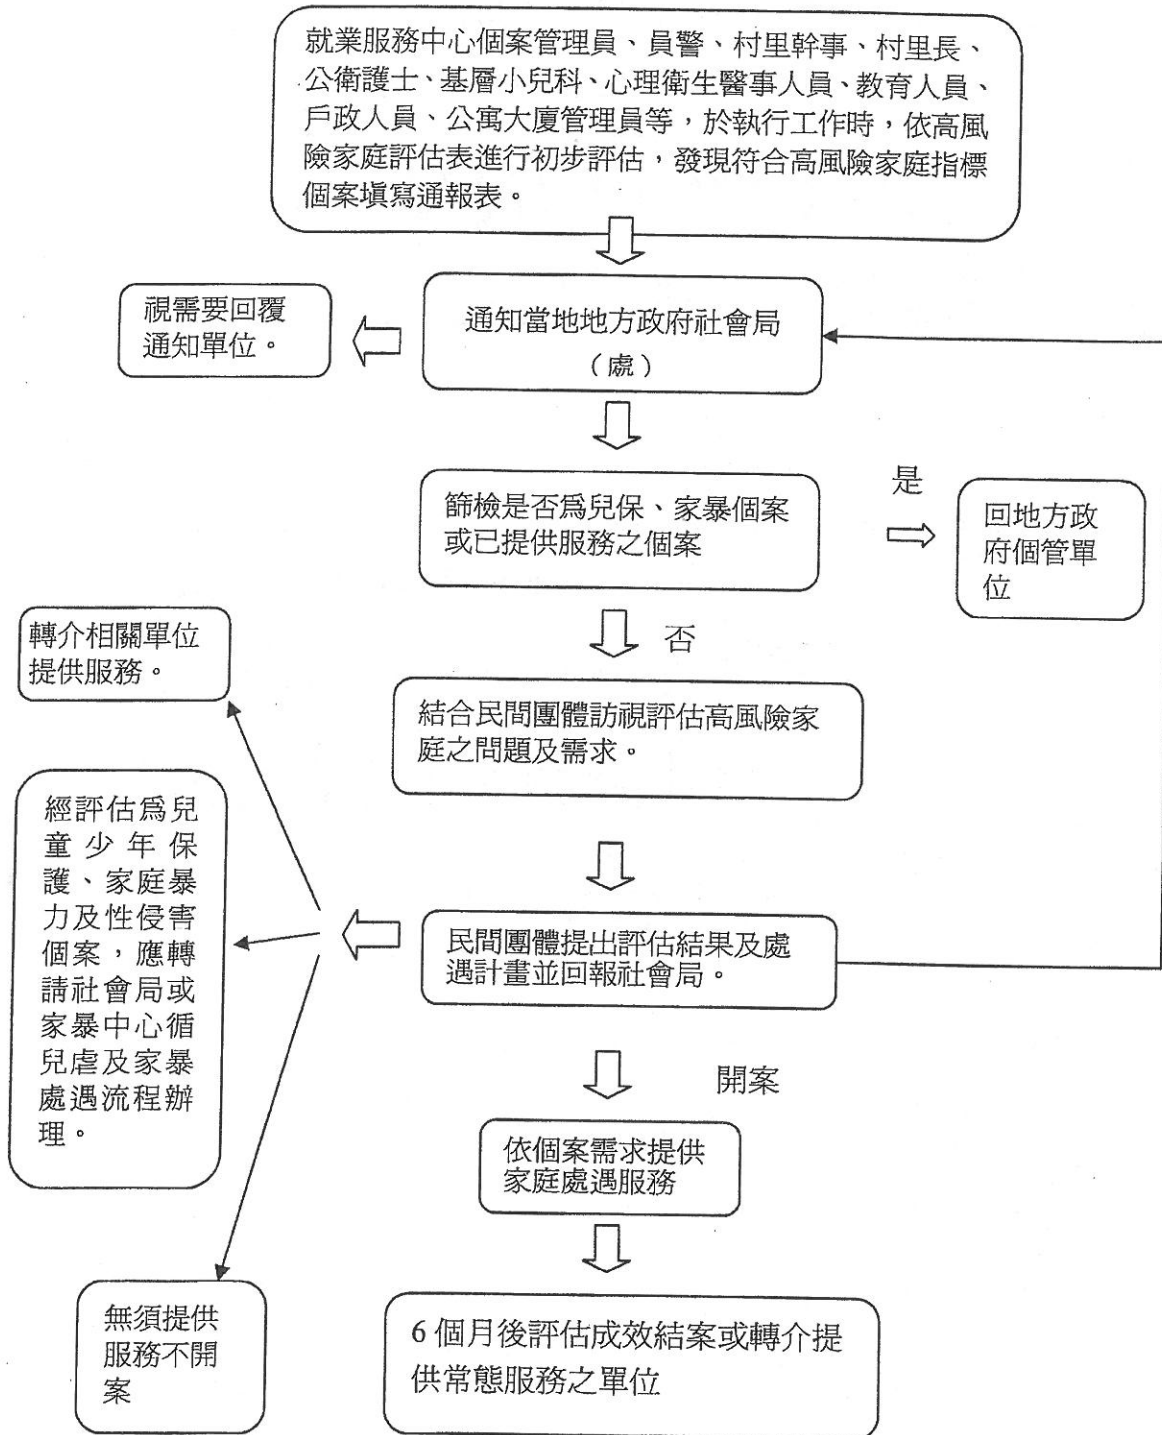 就業服務中心個案管理員、員警、村里幹事、村里長、
公衛護士、基層小兒科、心理衛生醫事人員、教育人員、
戶政人員、公寓大廈管理員等，於執行工作時，依高風
險家庭評估表進行初步評估，發現符合高風險家庭指標
個案填寫通報表。
視需要回覆
通知單位。
通知當地地方政府社會局
（處）
篩檢是否為兒保、家暴個案
或已提供服務之個案
是
回地方政
府個管單
位
否
轉介相關單位
提供服務。
結合民間團體訪視評估高風險家
庭之問題及需求。
經評估為兒
童少年保
護、家庭暴
力及性侵害
個案，應轉
請社會局或
家暴中心循
兒虐及家暴
處遇流程辦
理。
民間團體提出評估結果及處
遇計畫並回報社會局。
開案
依個案需求提供
家庭處遇服務
無須提供
服務不開
案
6 個月後評估成效結案或轉介提
供常態服務之單位